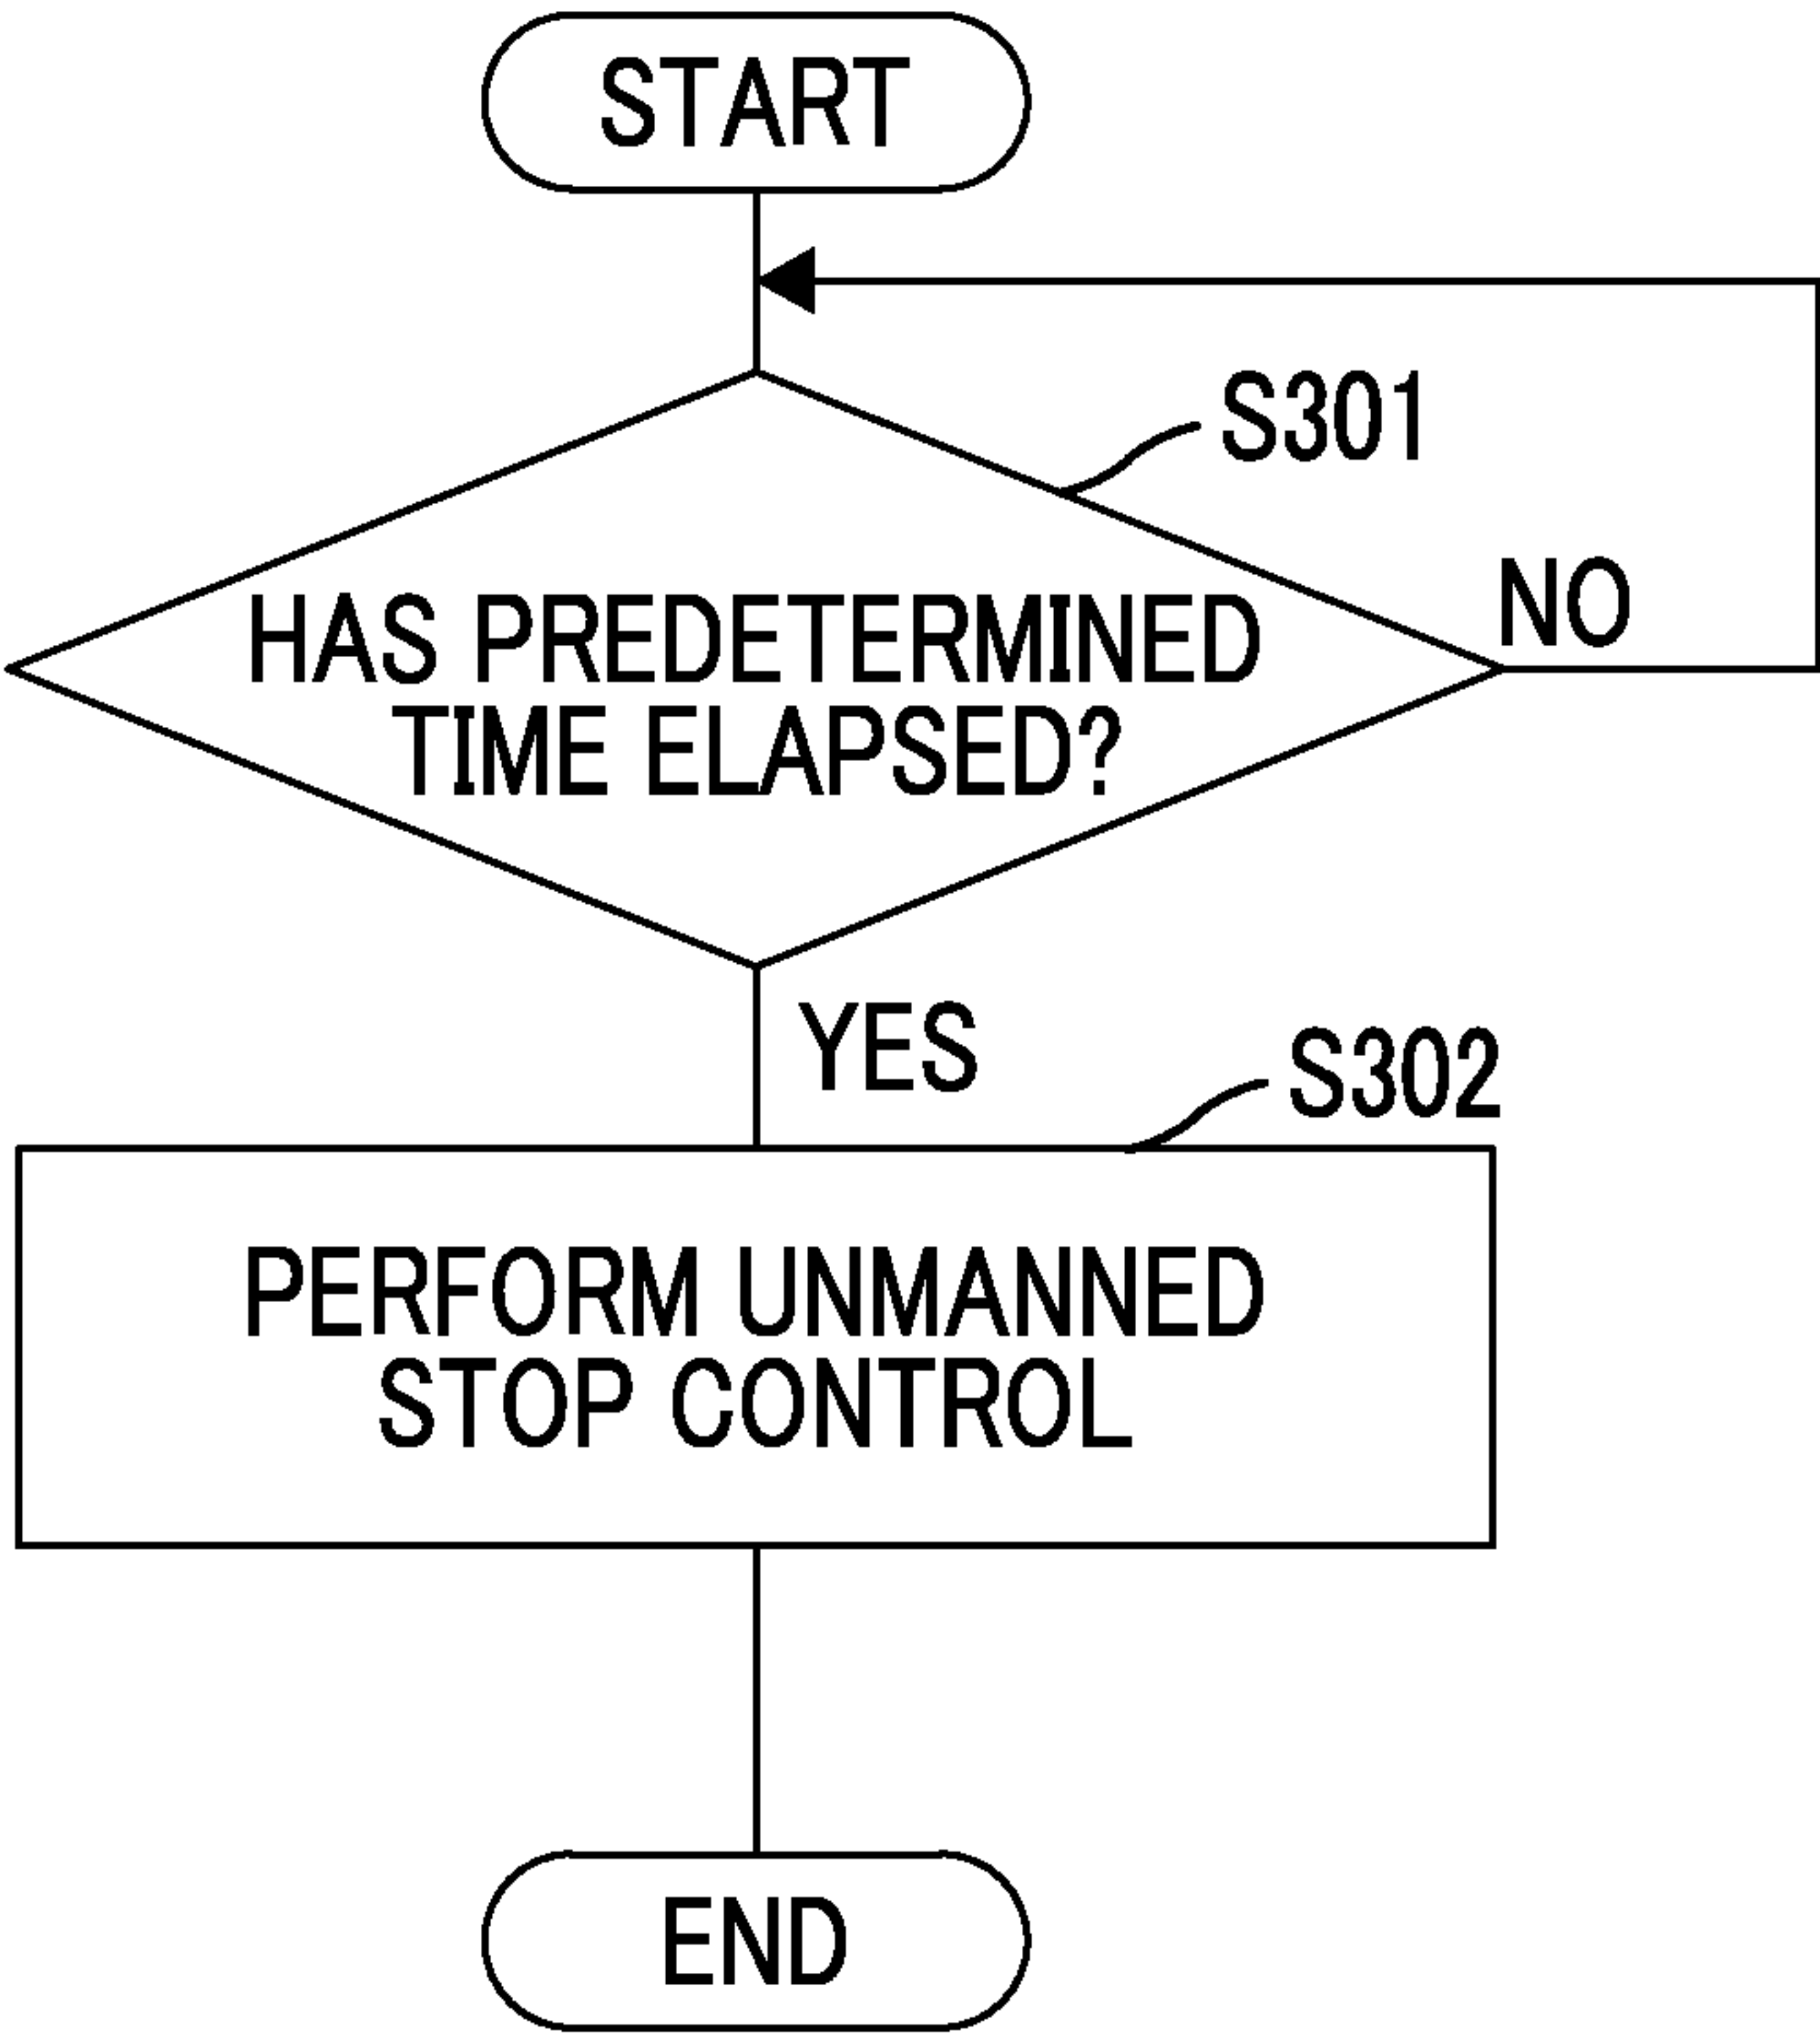 START
S301
HAS PREDETERMINED
TIME ELAPSED?
NO
YES
S302
PERFORM UNMANNED
STOP CONTROL
END